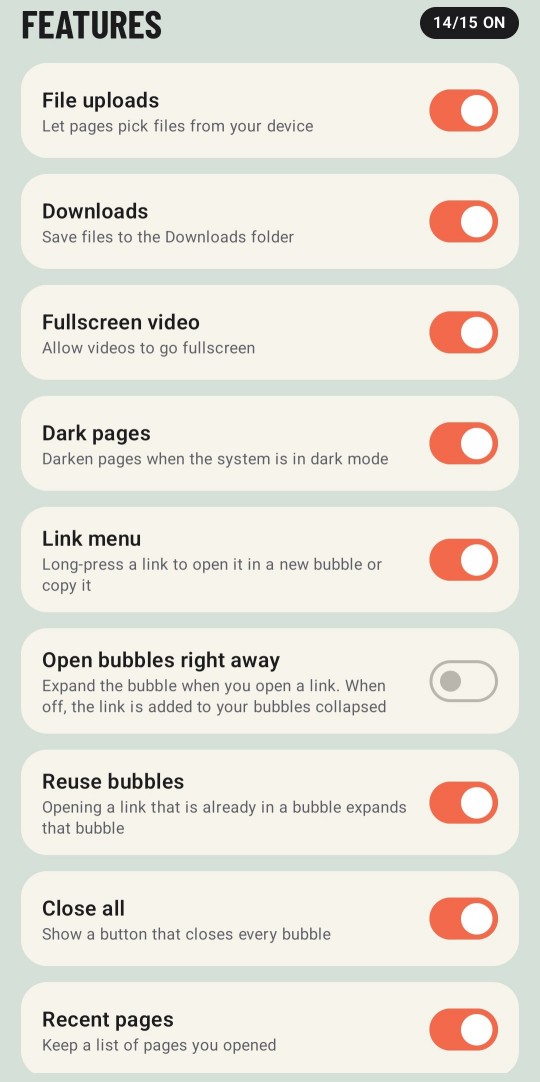 FEATURES
14/15 ON
File uploads
Let pages pick files from your device
Downloads
Save files to the Downloads folder
Fullscreen video
Allow videos to go fullscreen
Dark pages
Darken pages when the system is in dark mode
Link menu
Long-press a link to open it in a new bubble or
copy it
Open bubbles right away
Expand the bubble when you open a link. When
off, the link is added to your bubbles collapsed
Reuse bubbles
Opening a link that is already in a bubble expands
that bubble
Close all
Show a button that closes every bubble
Recent pages
Keep a list of pages you opened